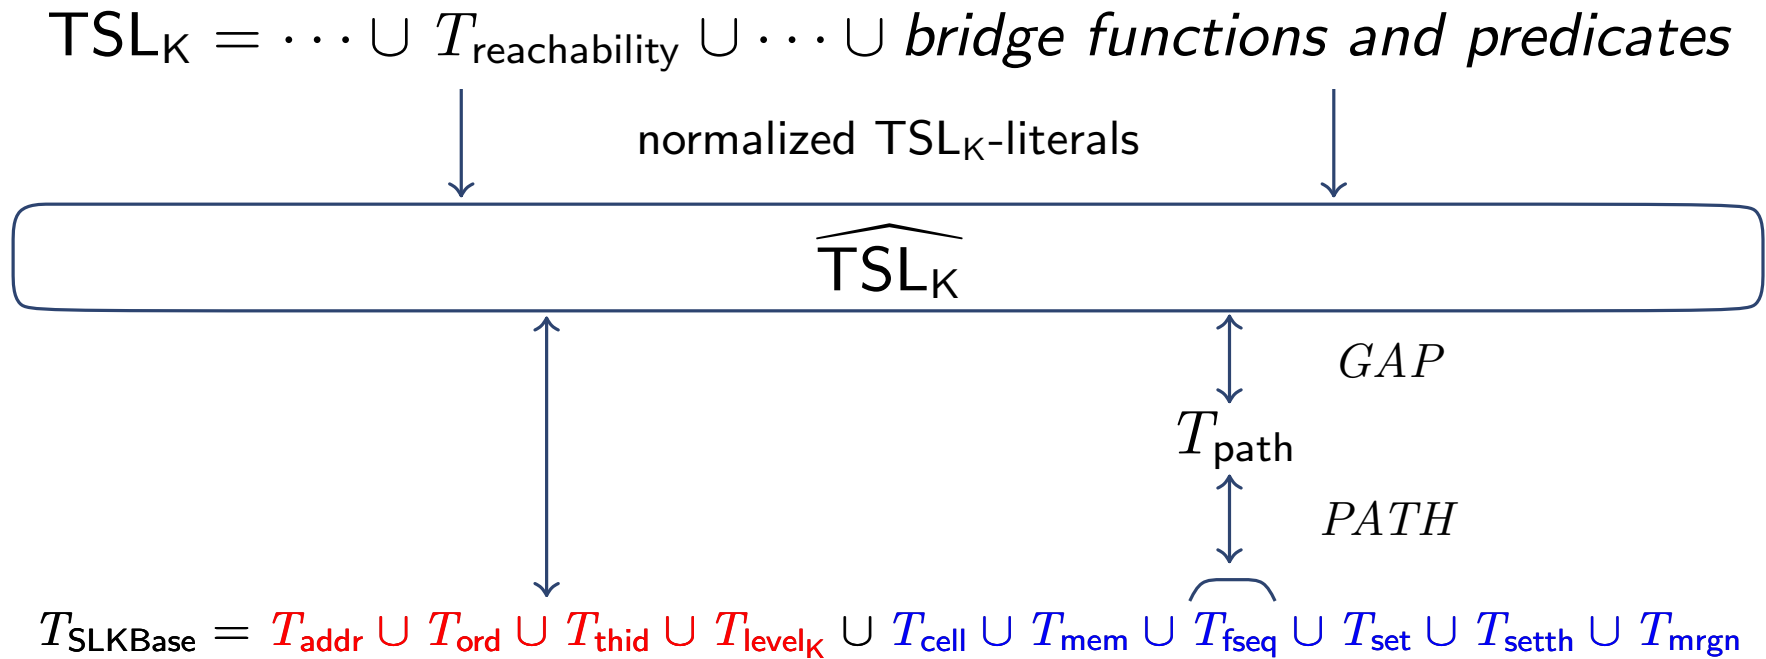 TSL_K = ··· ∪ T_reachability ∪ ··· ∪ bridge functions and predicates
normalized TSL_K-literals
\widehat{TSL_K}
GAP
T_path
PATH
T_SLKBase = T_addr ∪ T_ord ∪ T_thid ∪ T_level_K ∪ T_cell ∪ T_mem ∪ T_fseq ∪ T_set ∪ T_setth ∪ T_mrgn